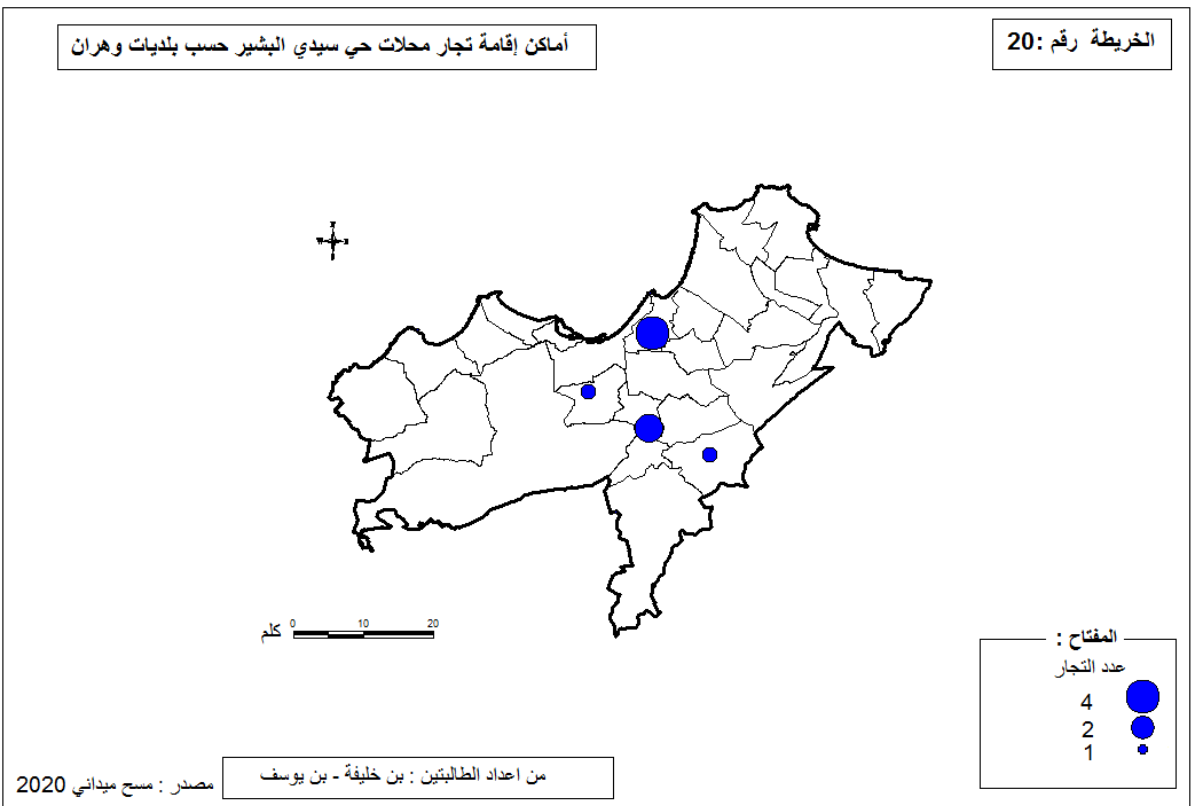 الخريطة رقم :20
أماكن إقامة تجار محلات حي سيدي البشير حسب بلديات وهران
0 10 20
كلم
المفتاح :
عدد التجار
4
2
1
من اعداد الطالبتين : بن خليفة - بن يوسف
مصدر : مسح ميداني 2020